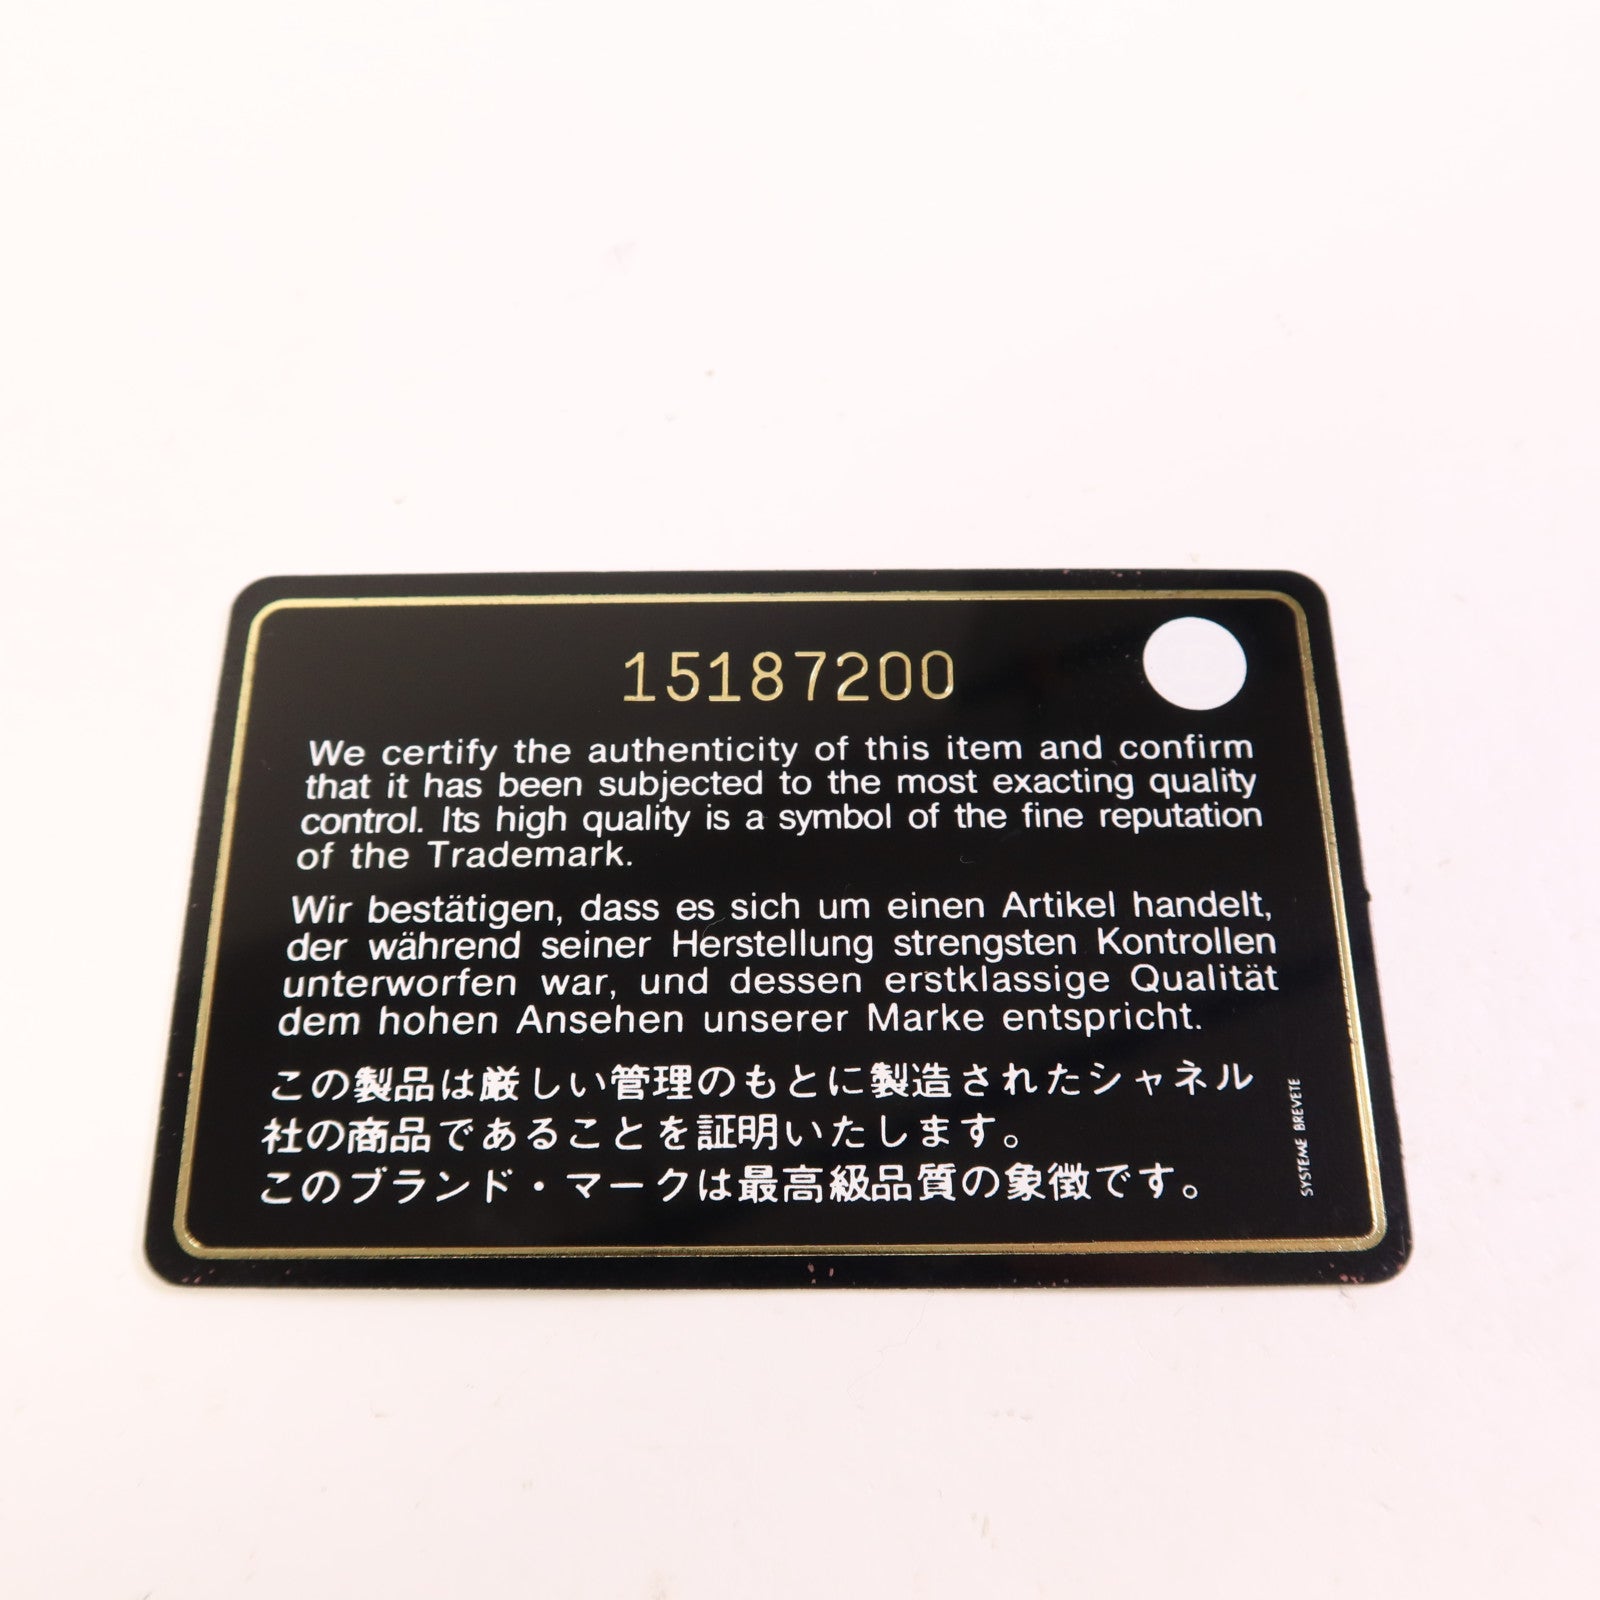 15187200
We certify the authenticity of this item and confirm
that it has been subjected to the most exacting quality
control. Its high quality is a symbol of the fine reputation
of the Trademark.
Wir bestätigen, dass es sich um einen Artikel handelt,
der während seiner Herstellung strengsten Kontrollen
unterworfen war, und dessen erstklassige Qualität
dem hohen Ansehen unserer Marke entspricht.
この製品は厳しい管理のもとに製造されたシャネル
社の商品であることを証明いたします。
このブランド・マークは最高級品質の象徴です。
SYSTEME BREVETE